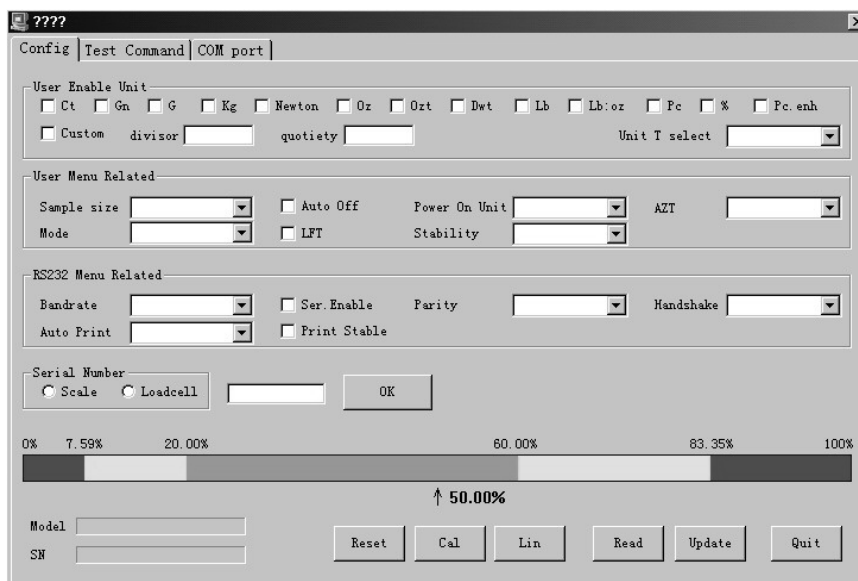 ????
Config Test Command COM port
User Enable Unit
Ct Gn G Kg Newton Oz Ozt Dwt Lb Lb:oz Pc % Pc.enh
Custom divisor quotiety Unit T select
User Menu Related
Sample size Auto Off Power On Unit AZT
Mode LFT Stability
RS232 Menu Related
Bandrate Ser.Enable Parity Handshake
Auto Print Print Stable
Serial Number
Scale Loadcell OK
0% 7.59% 20.00% 60.00% 83.35% 100%
50.00%
Model
Reset Cal Lin Read Update Quit
SN